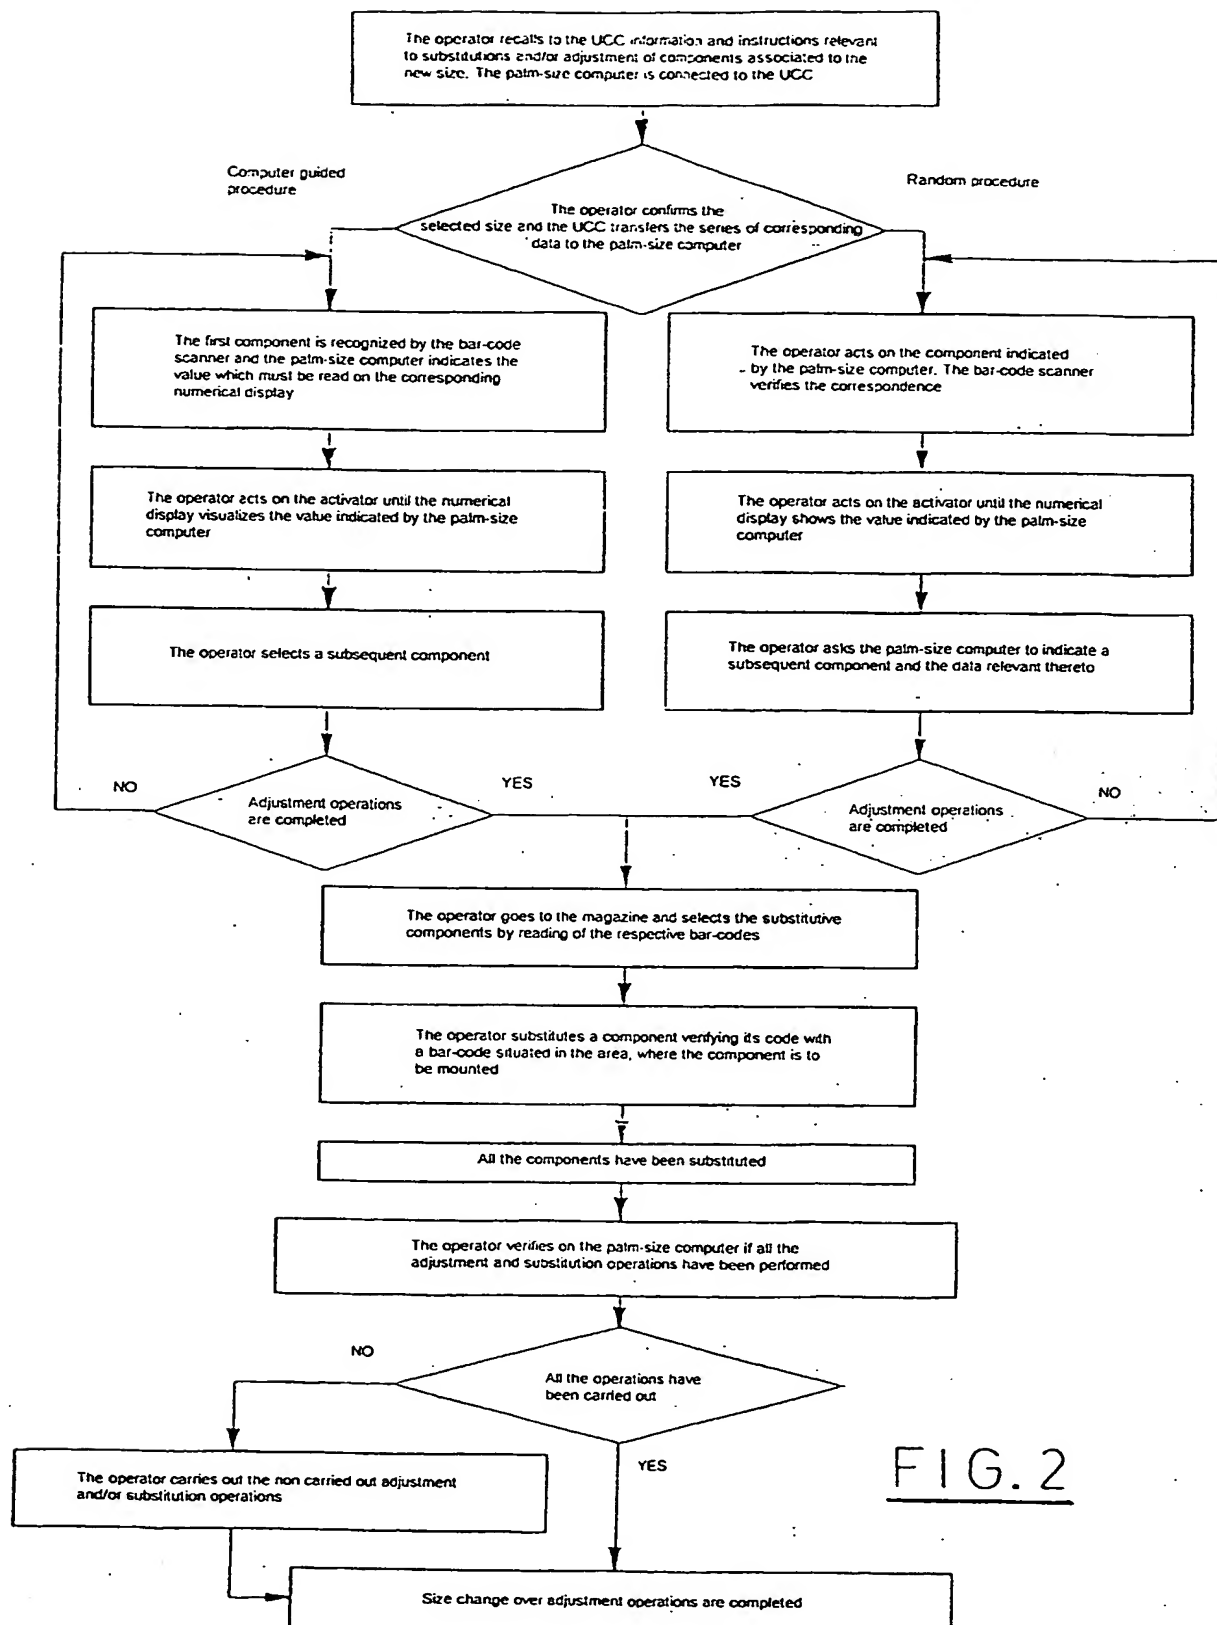 The operator recalls to the UCC information and instructions relevant
to substitutions and/or adjustment of components associated to the
new size. The palm-size computer is connected to the UCC
Computer guided
procedure
Random procedure
The operator confirms the
selected size and the UCC transfers the series of corresponding
data to the palm-size computer
The first component is recognized by the bar-code
scanner and the palm-size computer indicates the
value which must be read on the corresponding
numerical display
The operator acts on the component indicated
by the palm-size computer. The bar-code scanner
verifies the correspondence
The operator acts on the activator until the numerical
display visualizes the value indicated by the palm-size
computer
The operator acts on the activator until the numerical
display shows the value indicated by the palm-size
computer
The operator selects a subsequent component
The operator asks the palm-size computer to indicate a
subsequent component and the data relevant thereto
NO
YES
YES
NO
Adjustment operations
are completed
Adjustment operations
are completed
The operator goes to the magazine and selects the substitutive
components by reading of the respective bar-codes
The operator substitutes a component verifying its code with
a bar-code situated in the area, where the component is to
be mounted
All the components have been substituted
The operator verifies on the palm-size computer if all the
adjustment and substitution operations have been performed
NO
All the operations have
been carried out
YES
The operator carries out the non carried out adjustment
and/or substitution operations
FIG. 2
Size change over adjustment operations are completed